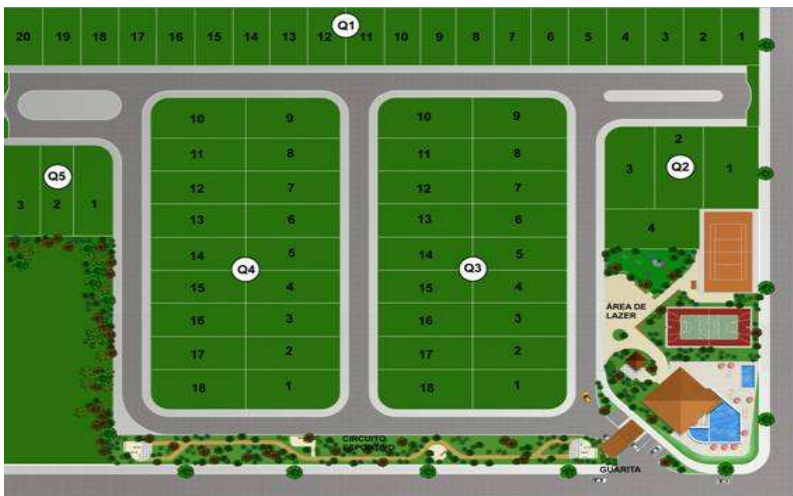 Q1
20 19 18 17 16 15 14 13 12 11 10 9 8 7 6 5 4 3 2 1
Q5
3 2 1
10 9
11 8
12 7
13 6
14 5
Q4
15 4
16 3
17 2
18 1
10 9
11 8
12 7
13 6
14 5
Q3
15 4
16 3
17 2
18 1
2
3 Q2 1
4
ÁREA DE
LAZER
CIRCUITO
ESPORTIVO
GUARITA